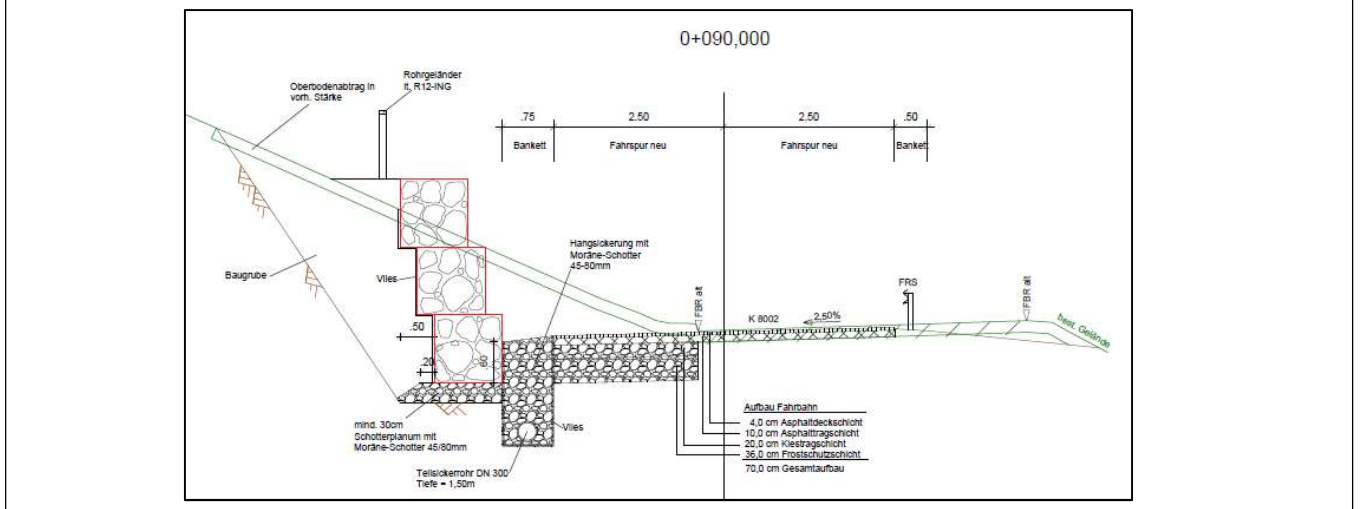 0+090,000
Rohrgeländer
lt. R12-ING
Oberbodenabtrag in
vorh. Stärke
.75
2.50
2.50
.50
Bankett
Fahrspur neu
Fahrspur neu
Bankett
Hangsickerung mit
Moräne-Schotter
45-80mm
Baugrube
Vlies
FBR alt
K 8002
2,50%
FRS
FBR alt
best. Gelände
.50
.20
.60
mind. 30cm
Schotterplanum mit
Moräne-Schotter 45/80mm
Vlies
Teilsickerrohr DN 300
Tiefe = 1,50m
Aufbau Fahrbahn
4,0 cm Asphaltdeckschicht
10,0 cm Asphalttragschicht
20,0 cm Kiestragschicht
36,0 cm Frostschutzschicht
70,0 cm Gesamtaufbau